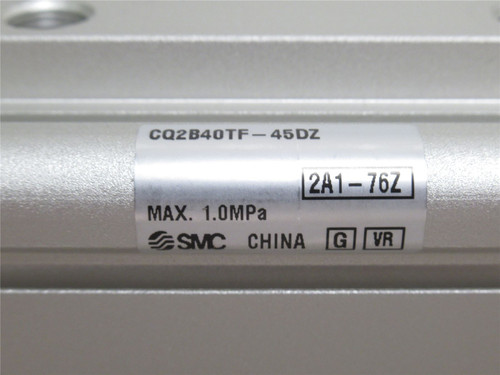 CQ2B40TF-45DZ
2A1-76Z
MAX. 1.0MPa
SMC CHINA G VR